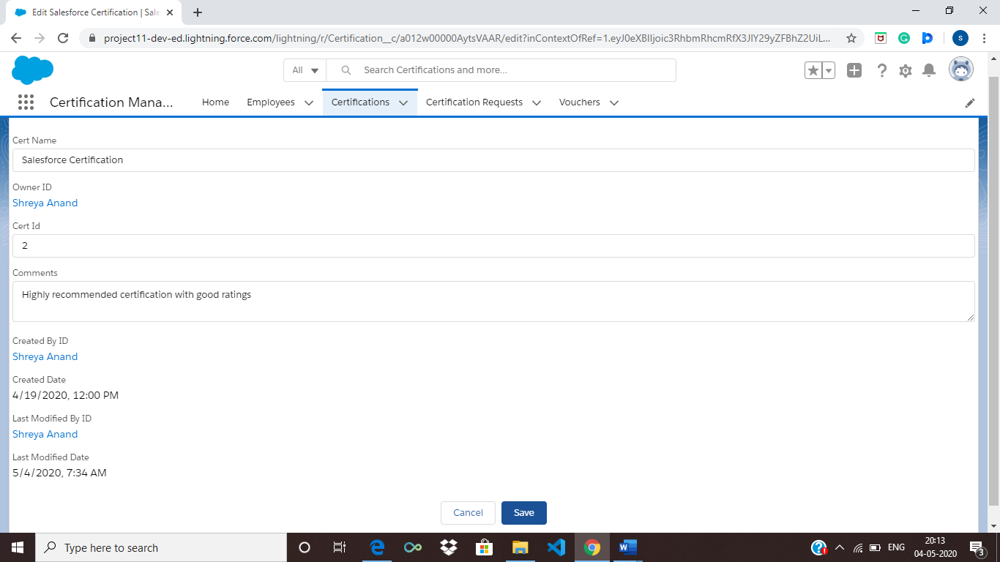 Edit Salesforce Certification | Sale
project11-dev-ed.lightning.force.com/lightning/r/Certification__c/a012w00000AytsVAAR/edit?inContextOfRef=1.eyJ0eXBlIjoic3RhbmRhcmRfX3JlY29yZFBhZ2UiL...
S
All
Search Certifications and more...
Certification Mana...
Home
Employees
Certifications
Certification Requests
Vouchers
Cert Name
Salesforce Certification
Owner ID
Shreya Anand
Cert Id
2
Comments
Highly recommended certification with good ratings
Created By ID
Shreya Anand
Created Date
4/19/2020, 12:00 PM
Last Modified By ID
Shreya Anand
Last Modified Date
5/4/2020, 7:34 AM
Cancel
Save
Type here to search
ENG
20:13
04-05-2020
3